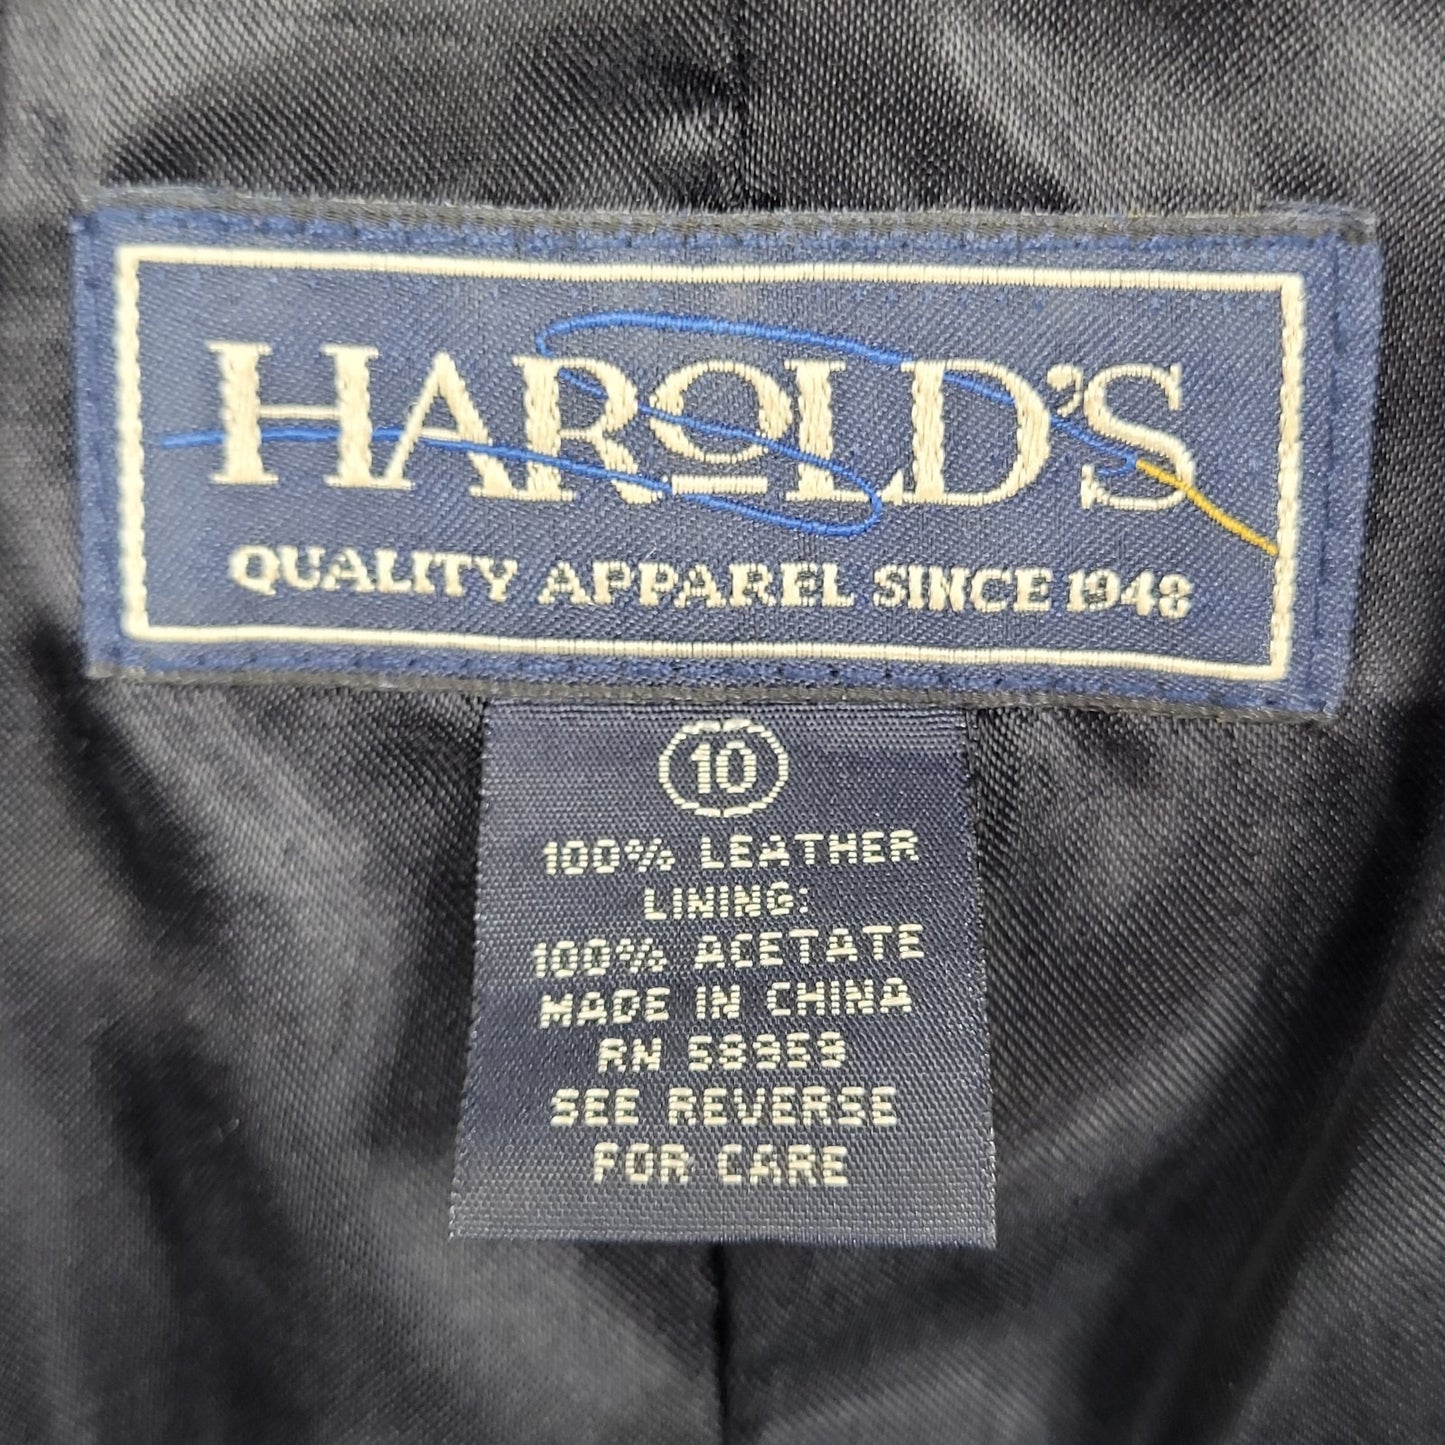 HAROLD'S
QUALITY APPAREL SINCE 1948
10
100% LEATHER
LINING:
100% ACETATE
MADE IN CHINA
RN 58959
SEE REVERSE
FOR CARE